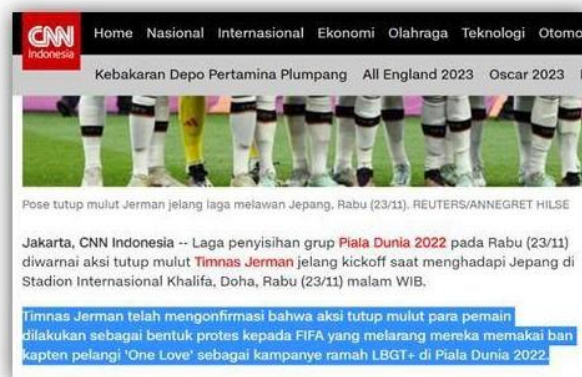 CNN
Indonesia
Home Nasional Internasional Ekonomi Olahraga Teknologi Otomo
Kebakaran Depo Pertamina Plumpang All England 2023 Oscar 2023
Pose tutup mulut Jerman jelang laga melawan Jepang, Rabu (23/11). REUTERS/ANNEGRET HILSE
Jakarta, CNN Indonesia -- Laga penyisihan grup Piala Dunia 2022 pada Rabu (23/11)
diwarnai aksi tutup mulut Timnas Jerman jelang kickoff saat menghadapi Jepang di
Stadion Internasional Khalifa, Doha, Rabu (23/11) malam WIB.
Timnas Jerman telah mengonfirmasi bahwa aksi tutup mulut para pemain
dilakukan sebagai bentuk protes kepada FIFA yang melarang mereka memakai ban
kapten pelangi 'One Love' sebagai kampanye ramah LBGT+ di Piala Dunia 2022.